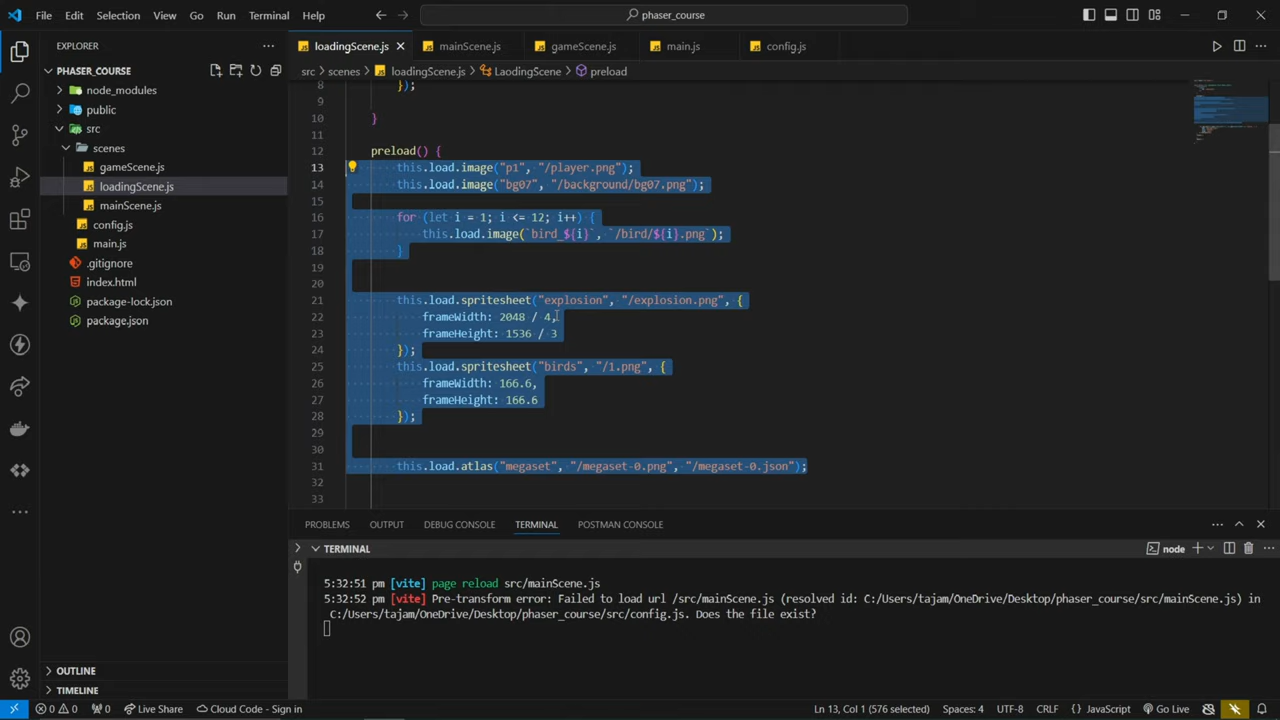 File Edit Selection View Go Run Terminal Help
phaser_course
EXPLORER
loadingScene.js
mainScene.js
gameScene.js
main.js
config.js
PHASER_COURSE
src > scenes > loadingScene.js > LaodingScene > preload
node_modules
public
src
scenes
gameScene.js
loadingScene.js
mainScene.js
config.js
main.js
.gitignore
index.html
package-lock.json
package.json
8 });
9
10 }
11
12 preload() {
13 this.load.image("p1", "/player.png");
14 this.load.image("bg07", "/background/bg07.png");
15
16 for (let i = 1; i <= 12; i++) {
17 this.load.image(`bird_${i}`, `/bird/${i}.png`);
18 }
19
20
21 this.load.spritesheet("explosion", "/explosion.png", {
22 frameWidth: 2048 / 4,
23 frameHeight: 1536 / 3
24 });
25 this.load.spritesheet("birds", "/1.png", {
26 frameWidth: 166.6,
27 frameHeight: 166.6
28 });
29
30
31 this.load.atlas("megaset", "/megaset-0.png", "/megaset-0.json");
32
33
PROBLEMS OUTPUT DEBUG CONSOLE TERMINAL POSTMAN CONSOLE
TERMINAL
node
5:32:51 pm [vite] page reload src/mainScene.js
5:32:52 pm [vite] Pre-transform error: Failed to load url /src/mainScene.js (resolved id: C:/Users/tajam/OneDrive/Desktop/phaser_course/src/mainScene.js) in
C:/Users/tajam/OneDrive/Desktop/phaser_course/src/config.js. Does the file exist?
OUTLINE
TIMELINE
0 0 0 Live Share Cloud Code - Sign in Ln 13, Col 1 (576 selected) Spaces: 4 UTF-8 CRLF JavaScript Go Live